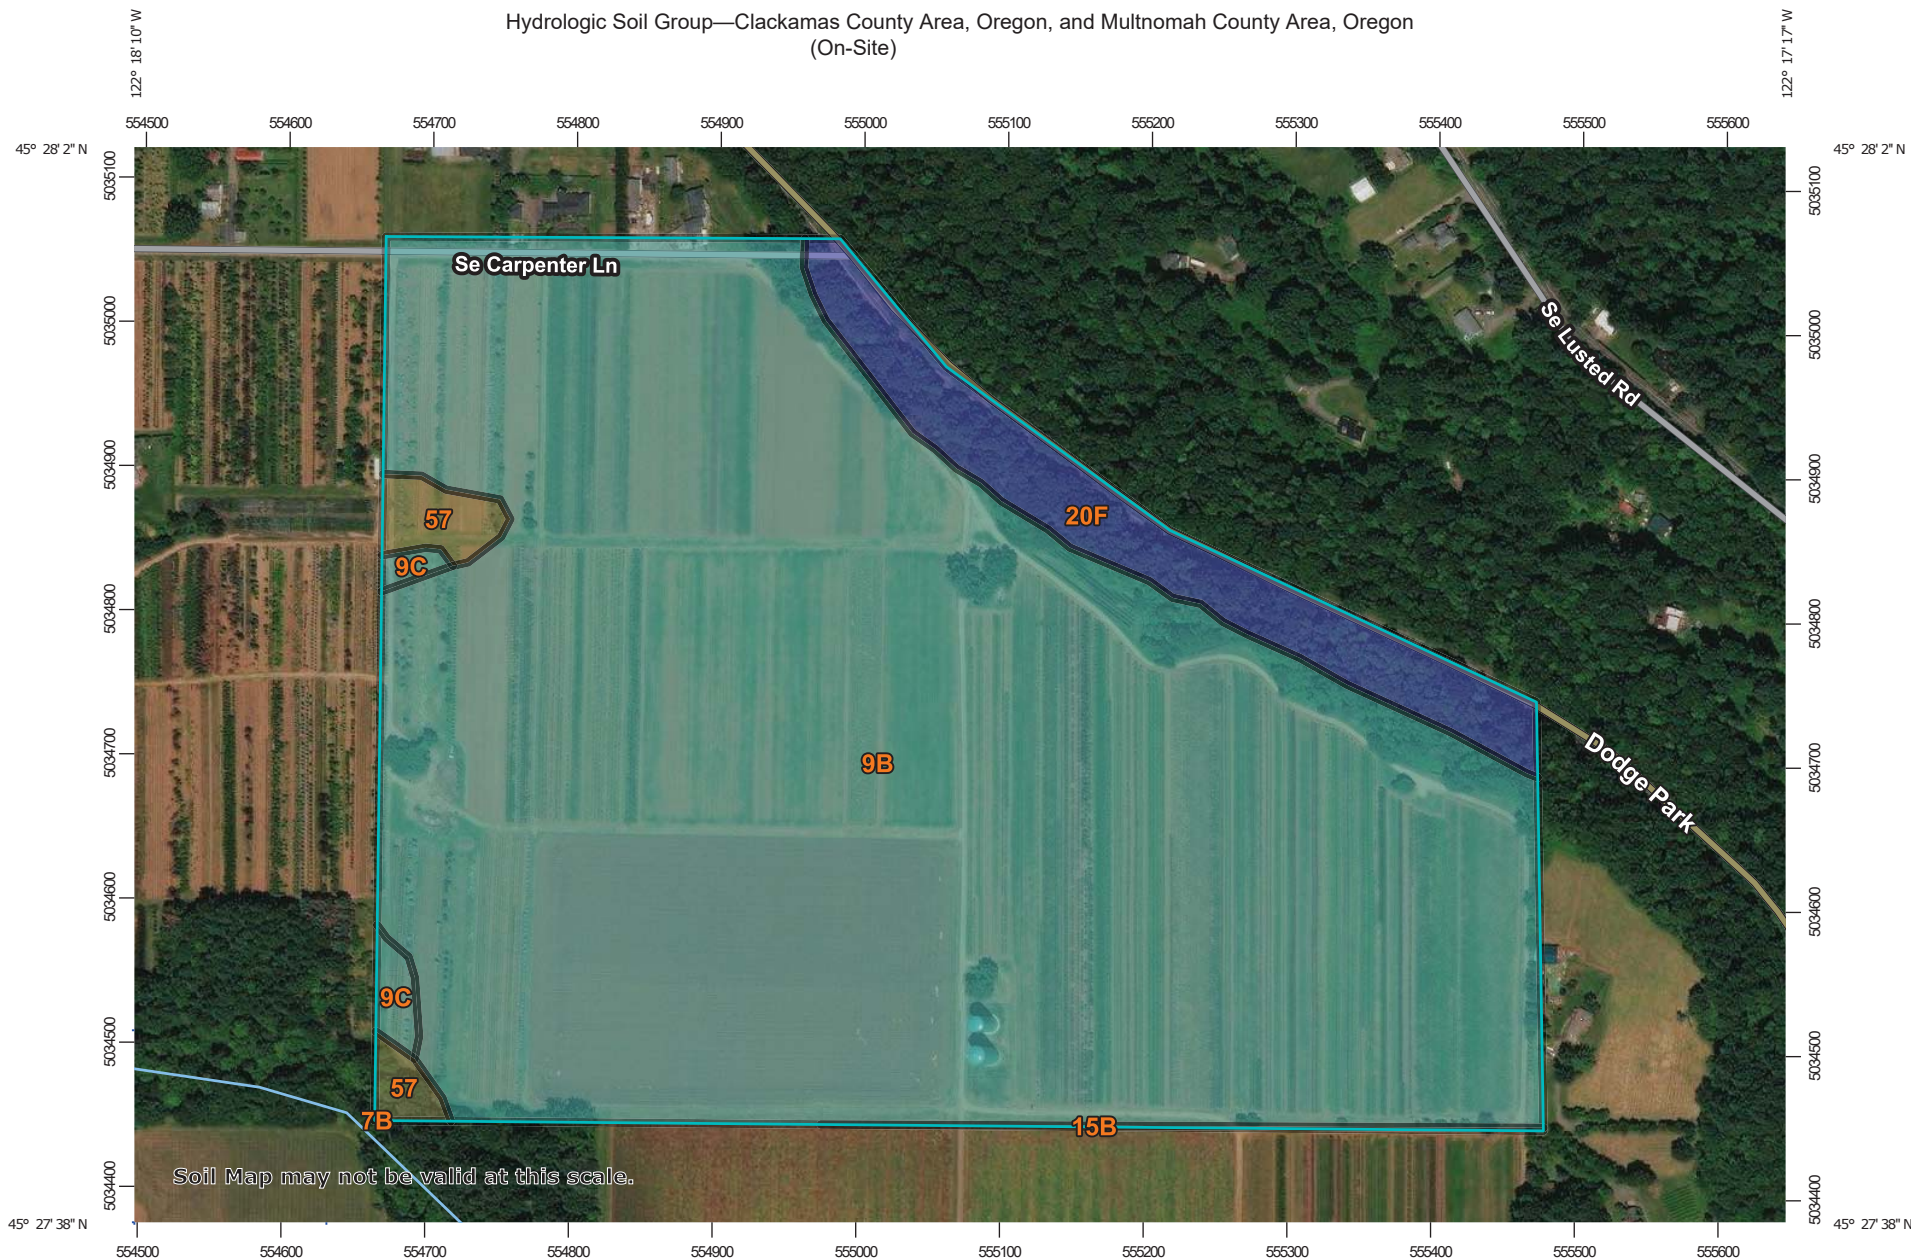 Hydrologic Soil Group—Clackamas County Area, Oregon, and Multnomah County Area, Oregon
(On-Site)
122° 18' 10'' W
122° 17' 17'' W
554500 554600 554700 554800 554900 555000 555100 555200 555300 555400 555500 555600
45° 28' 2'' N
45° 28' 2'' N
5035100
5035100
Se Carpenter Ln
5035000
5035000
Se Lusted Rd
5034900
5034900
57
20F
9C
5034800
5034800
5034700
5034700
9B
Dodge Park
5034600
5034600
9C
5034500
5034500
57
7B
15B
Soil Map may not be valid at this scale.
5034400
5034400
45° 27' 38'' N
45° 27' 38'' N
554500 554600 554700 554800 554900 555000 555100 555200 555300 555400 555500 555600